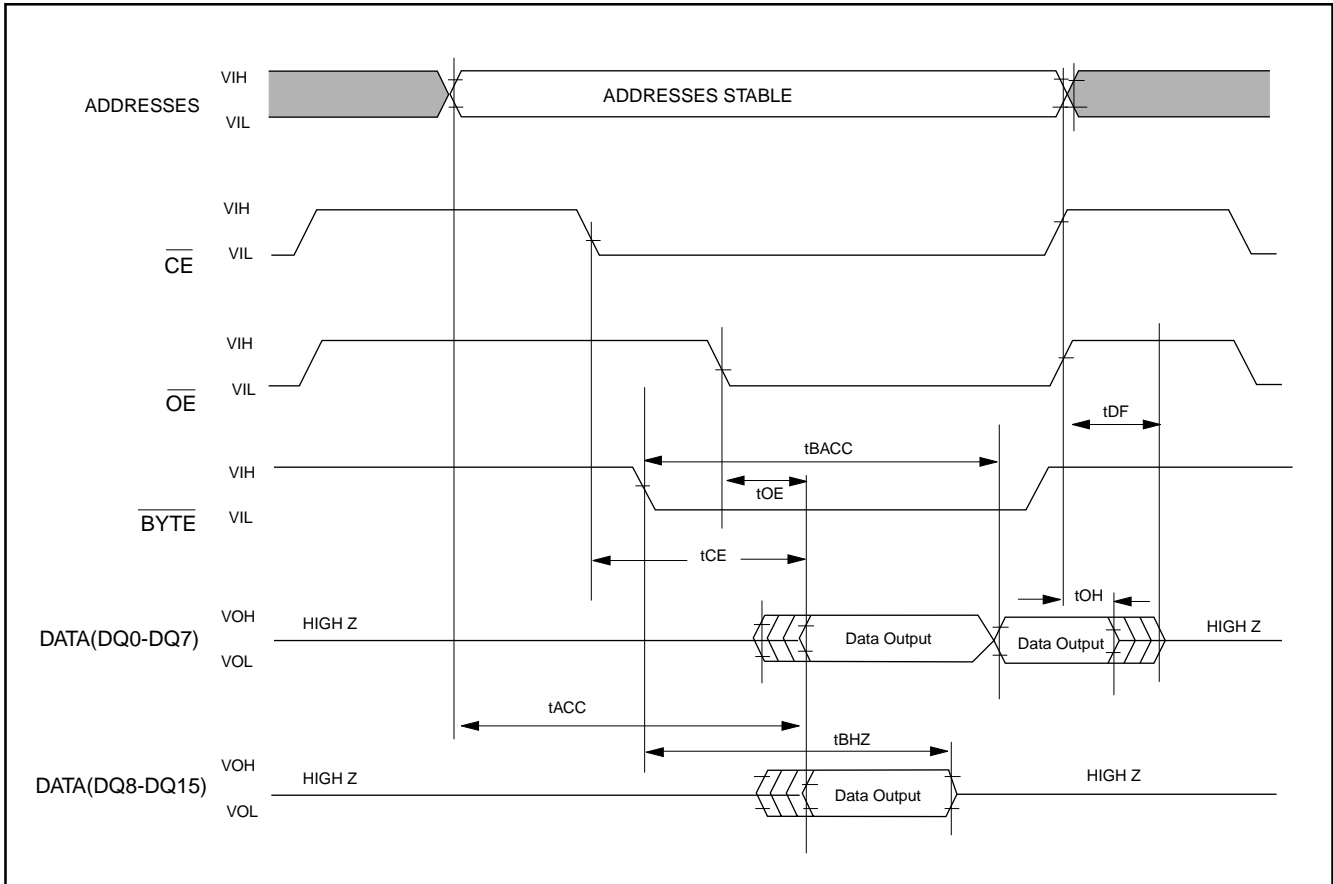 VIH
ADDRESSES
VIL
ADDRESSES STABLE
VIH
CE
VIL
VIH
OE
VIL
tDF
tBACC
VIH
tOE
BYTE
VIL
tCE
tOH
VOH
DATA(DQ0-DQ7)
VOL
HIGH Z
Data Output
Data Output
HIGH Z
tACC
tBHZ
VOH
DATA(DQ8-DQ15)
VOL
HIGH Z
Data Output
HIGH Z